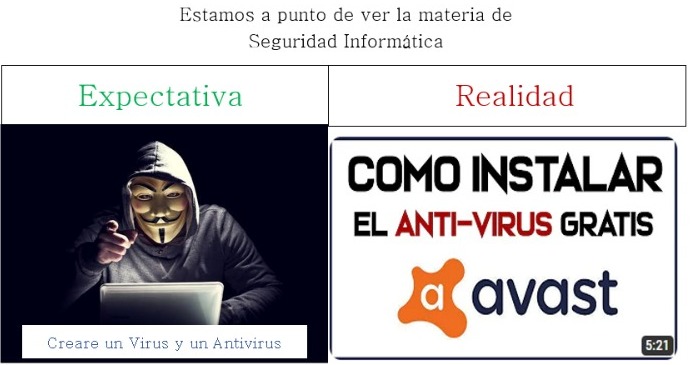 Estamos a punto de ver la materia de
Seguridad Informática
Expectativa
Realidad
Creare un Virus y un Antivirus
COMO INSTALAR
EL ANTI-VIRUS GRATIS
a avast
5:21